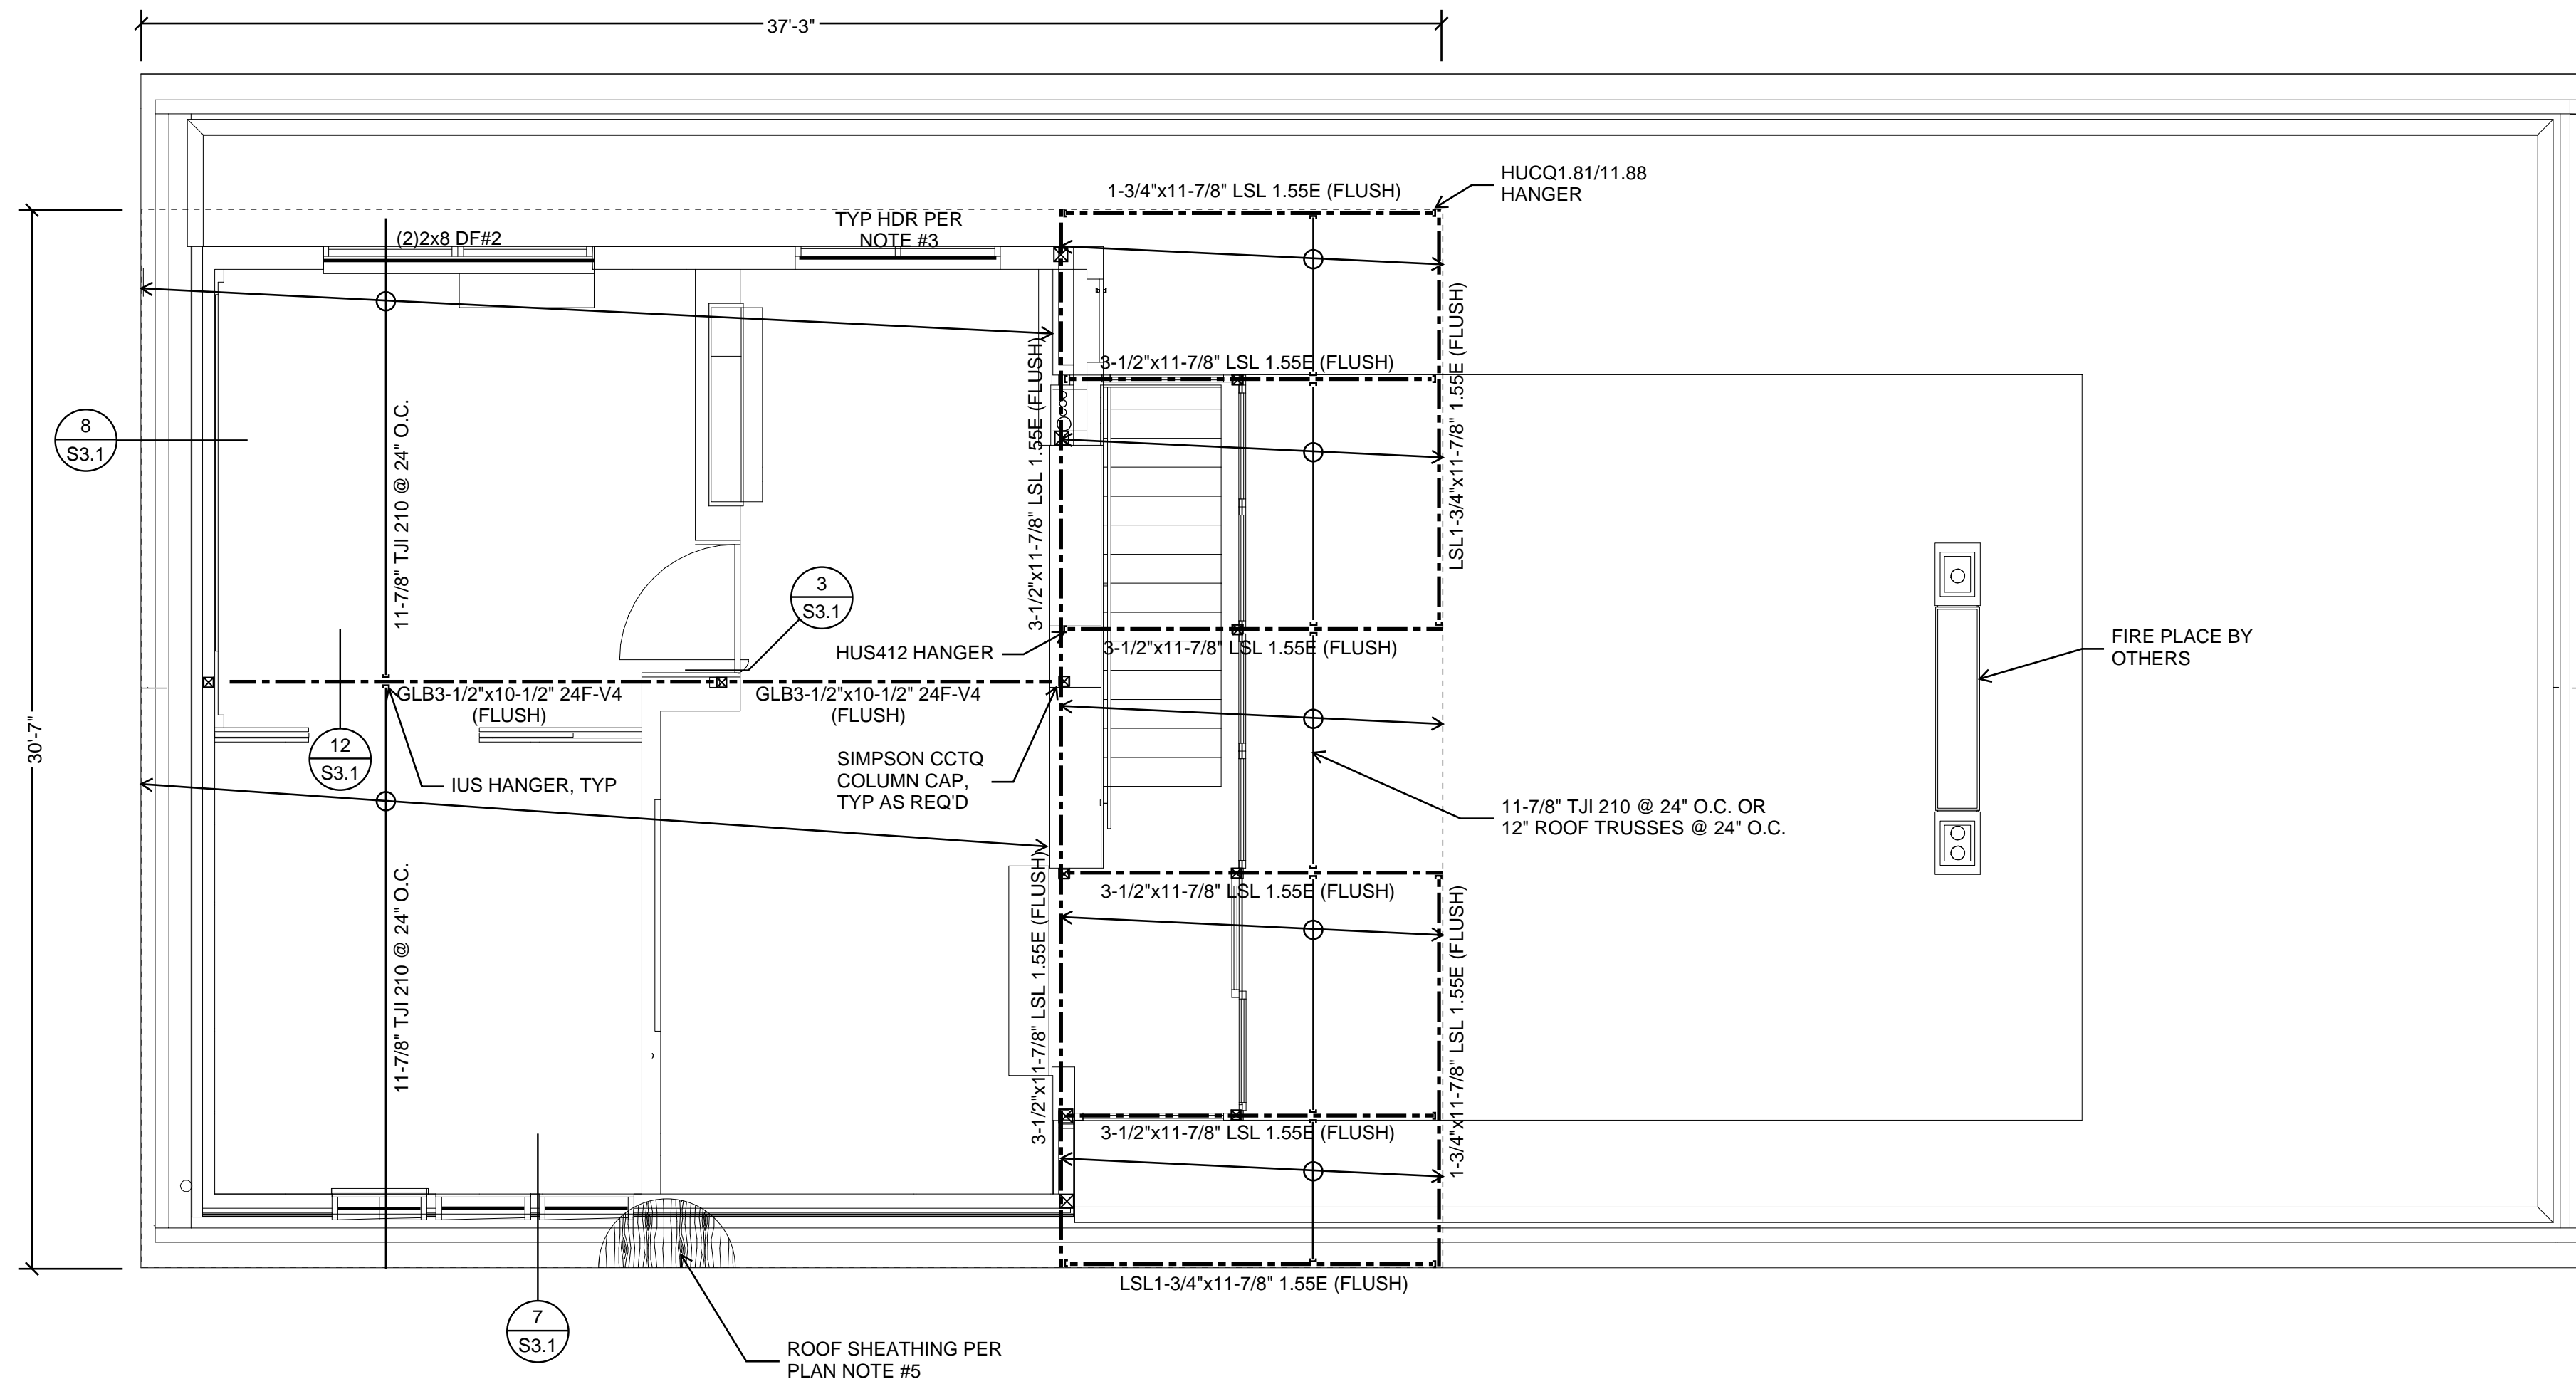 37'-3"
HUCQ1.81/11.88
HANGER
1-3/4"x11-7/8" LSL 1.55E (FLUSH)
TYP HDR PER
NOTE #3
(2)2x8 DF#2
3-1/2"x11-7/8" LSL 1.55E (FLUSH)
LSL1-3/4"x11-7/8" 1.55E (FLUSH)
3-1/2"x11-7/8" LSL 1.55E (FLUSH)
11-7/8" TJI 210 @ 24" O.C.
8
S3.1
3
S3.1
HUS412 HANGER
3-1/2"x11-7/8" LSL 1.55E (FLUSH)
FIRE PLACE BY
OTHERS
GLB3-1/2"x10-1/2" 24F-V4
(FLUSH)
GLB3-1/2"x10-1/2" 24F-V4
(FLUSH)
30'-7"
12
S3.1
IUS HANGER, TYP
SIMPSON CCTQ
COLUMN CAP,
TYP AS REQ'D
11-7/8" TJI 210 @ 24" O.C. OR
12" ROOF TRUSSES @ 24" O.C.
3-1/2"x11-7/8" LSL 1.55E (FLUSH)
11-7/8" TJI 210 @ 24" O.C.
3-1/2"x11-7/8" LSL 1.55E (FLUSH)
1-3/4"x11-7/8" LSL 1.55E (FLUSH)
3-1/2"x11-7/8" LSL 1.55E (FLUSH)
LSL1-3/4"x11-7/8" 1.55E (FLUSH)
7
S3.1
ROOF SHEATHING PER
PLAN NOTE #5